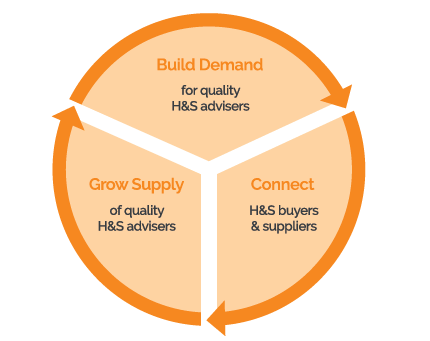 Build Demand
for quality
H&S advisers
Grow Supply
of quality
H&S advisers
Connect
H&S buyers
& suppliers